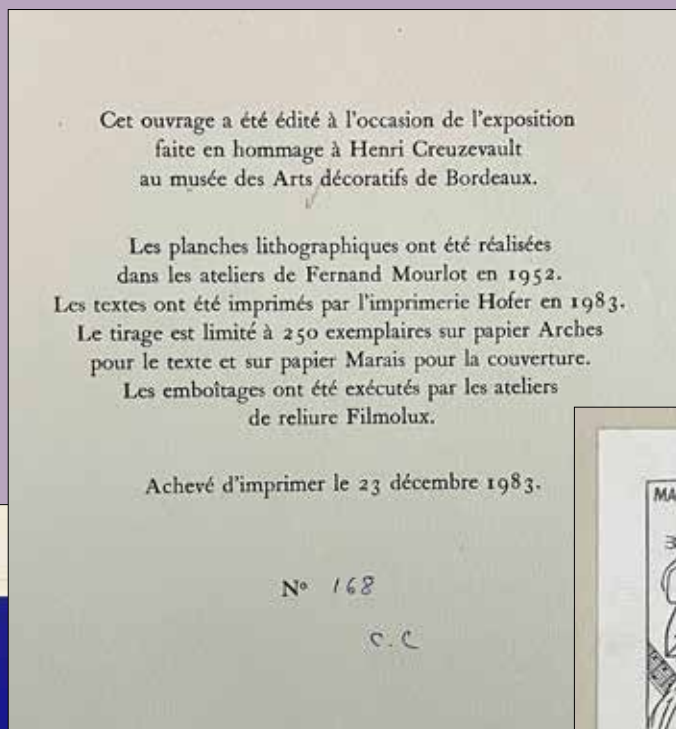 Cet ouvrage a été édité à l'occasion de l'exposition
faite en hommage à Henri Creuzevault
au musée des Arts décoratifs de Bordeaux.
Les planches lithographiques ont été réalisées
dans les ateliers de Fernand Mourlot en 1952.
Les textes ont été imprimés par l'imprimerie Hofer en 1983.
Le tirage est limité à 250 exemplaires sur papier Arches
pour le texte et sur papier Marais pour la couverture.
Les emboîtages ont été exécutés par les ateliers
de reliure Filmolux.
Achevé d'imprimer le 23 décembre 1983.
Nº 168
C.C
MA